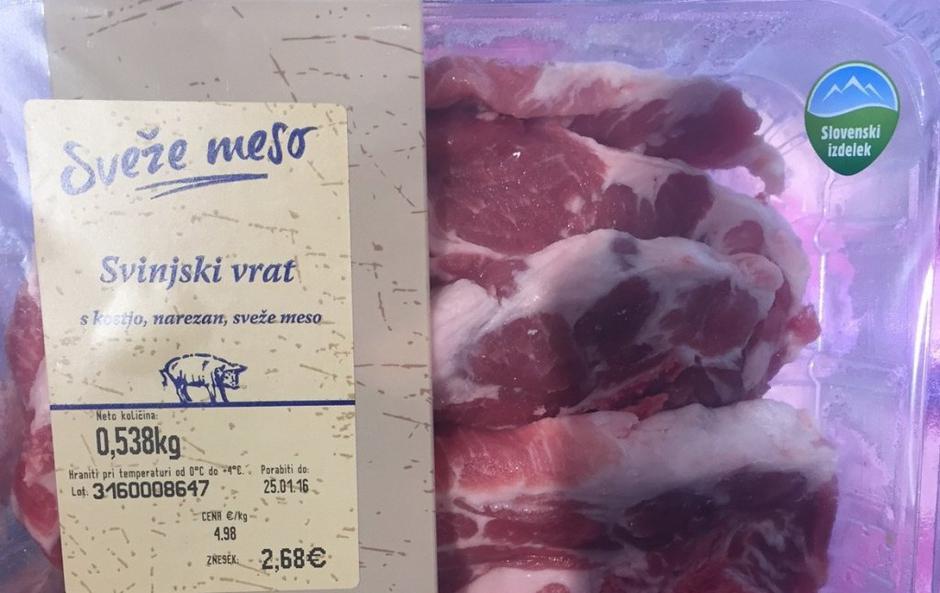 Sveže meso
Svinjski vrat
s kostjo, narezan, sveže meso
Neto količina:
0,538kg
Hraniti pri temperaturi od 0°C do +4°C.
Porabiti do:
Lot. 3160008647
25.01.16
CENA €/kg
4.98
ZNESEK:
2,68€
Slovenski
izdelek